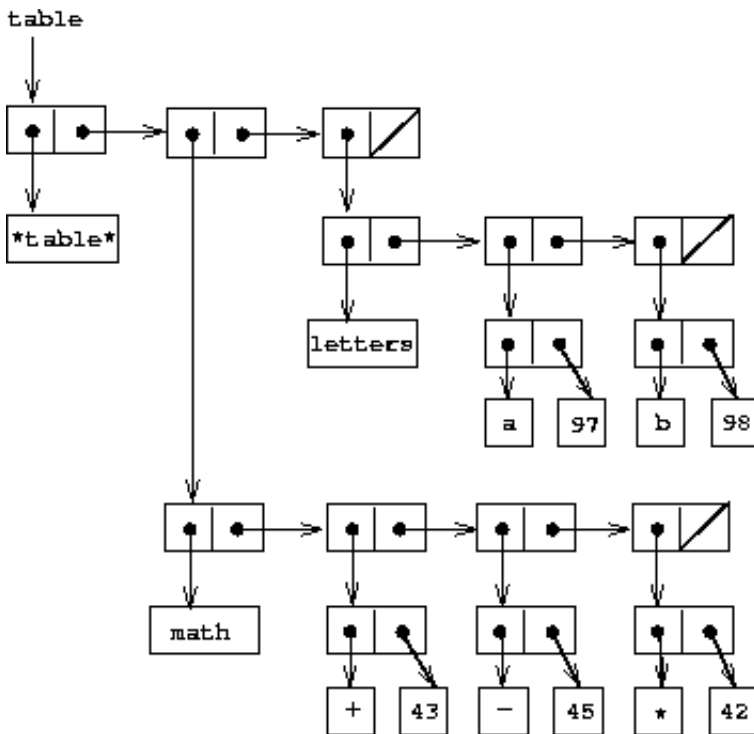 table
*table*
letters
a 97 b 98
math
+ 43 - 45 * 42